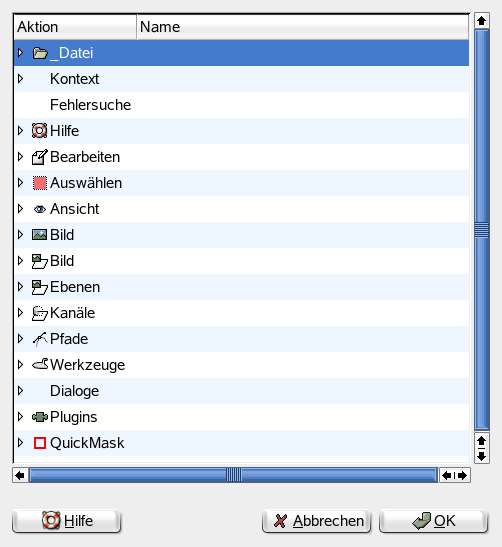 Aktion Name
_Datei
Kontext
Fehlersuche
Hilfe
Bearbeiten
Auswählen
Ansicht
Bild
Bild
Ebenen
Kanäle
Pfade
Werkzeuge
Dialoge
Plugins
QuickMask
Hilfe Abbrechen OK